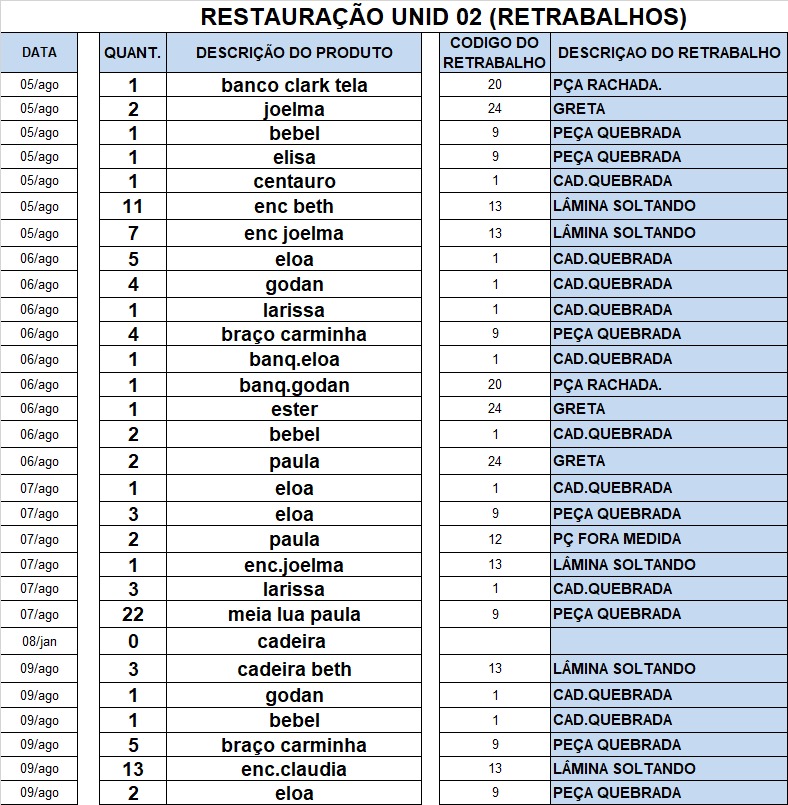 RESTAURAÇÃO UNID 02 (RETRABALHOS)
DATA QUANT. DESCRIÇÃO DO PRODUTO CODIGO DO RETRABALHO DESCRIÇAO DO RETRABALHO
05/ago 1 banco clark tela 20 PÇA RACHADA.
05/ago 2 joelma 24 GRETA
05/ago 1 bebel 9 PEÇA QUEBRADA
05/ago 1 elisa 9 PEÇA QUEBRADA
05/ago 1 centauro 1 CAD.QUEBRADA
05/ago 11 enc beth 13 LÂMINA SOLTANDO
05/ago 7 enc joelma 13 LÂMINA SOLTANDO
06/ago 5 eloa 1 CAD.QUEBRADA
06/ago 4 godan 1 CAD.QUEBRADA
06/ago 1 larissa 1 CAD.QUEBRADA
06/ago 4 braço carminha 9 PEÇA QUEBRADA
06/ago 1 banq.eloa 1 CAD.QUEBRADA
06/ago 1 banq.godan 20 PÇA RACHADA.
06/ago 1 ester 24 GRETA
06/ago 2 bebel 1 CAD.QUEBRADA
06/ago 2 paula 24 GRETA
07/ago 1 eloa 1 CAD.QUEBRADA
07/ago 3 eloa 9 PEÇA QUEBRADA
07/ago 2 paula 12 PÇ FORA MEDIDA
07/ago 1 enc.joelma 13 LÂMINA SOLTANDO
07/ago 3 larissa 1 CAD.QUEBRADA
07/ago 22 meia lua paula 9 PEÇA QUEBRADA
08/jan 0 cadeira
09/ago 3 cadeira beth 13 LÂMINA SOLTANDO
09/ago 1 godan 1 CAD.QUEBRADA
09/ago 1 bebel 1 CAD.QUEBRADA
09/ago 5 braço carminha 9 PEÇA QUEBRADA
09/ago 13 enc.claudia 13 LÂMINA SOLTANDO
09/ago 2 eloa 9 PEÇA QUEBRADA